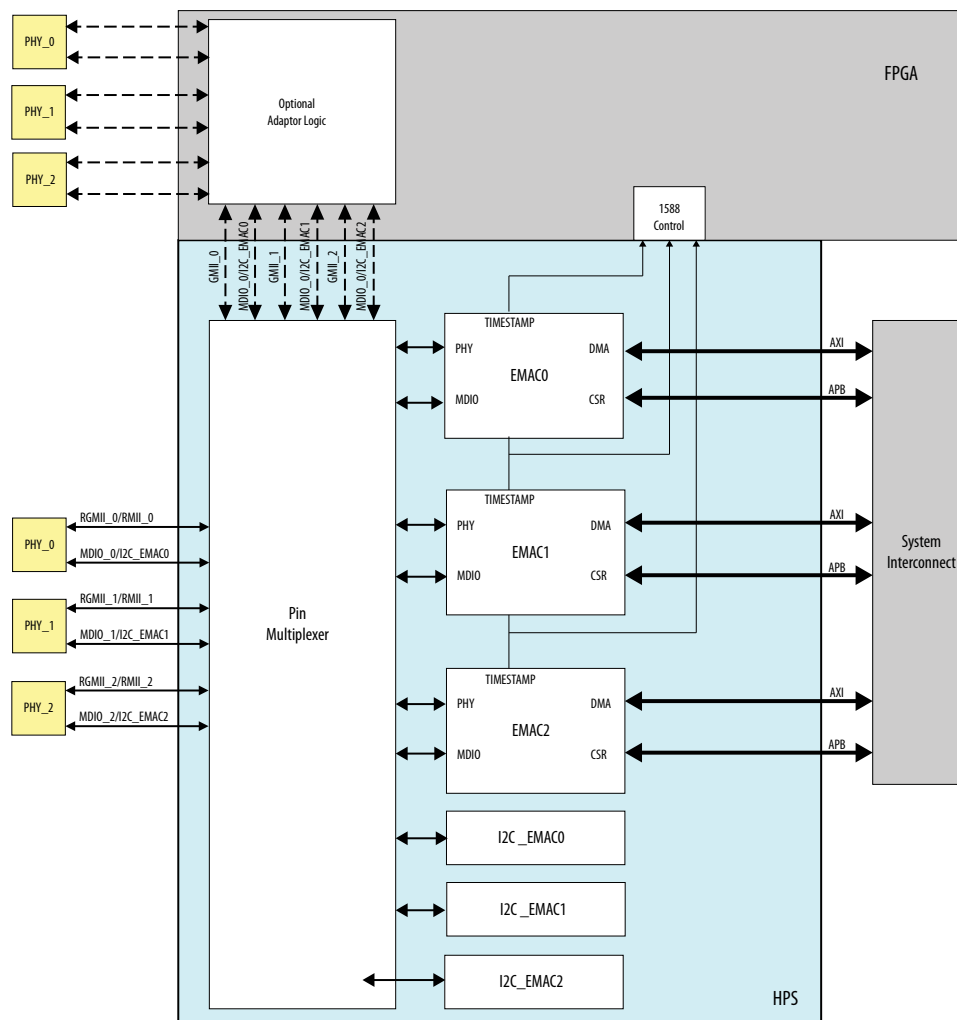 PHY_0
PHY_1
PHY_2
Optional
Adaptor Logic
FPGA
1588
Control
GMII_0
MDIO_0/I2C_EMAC0
GMII_1
MDIO_0/I2C_EMAC1
GMII_2
MDIO_0/I2C_EMAC2
TIMESTAMP
PHY
DMA
EMAC0
MDIO
CSR
AXI
APB
TIMESTAMP
PHY
DMA
EMAC1
MDIO
CSR
AXI
APB
TIMESTAMP
PHY
DMA
EMAC2
MDIO
CSR
AXI
APB
System
Interconnect
PHY_0
RGMII_0/RMII_0
MDIO_0/I2C_EMAC0
PHY_1
RGMII_1/RMII_1
MDIO_1/I2C_EMAC1
PHY_2
RGMII_2/RMII_2
MDIO_2/I2C_EMAC2
Pin
Multiplexer
I2C _EMAC0
I2C _EMAC1
I2C _EMAC2
HPS